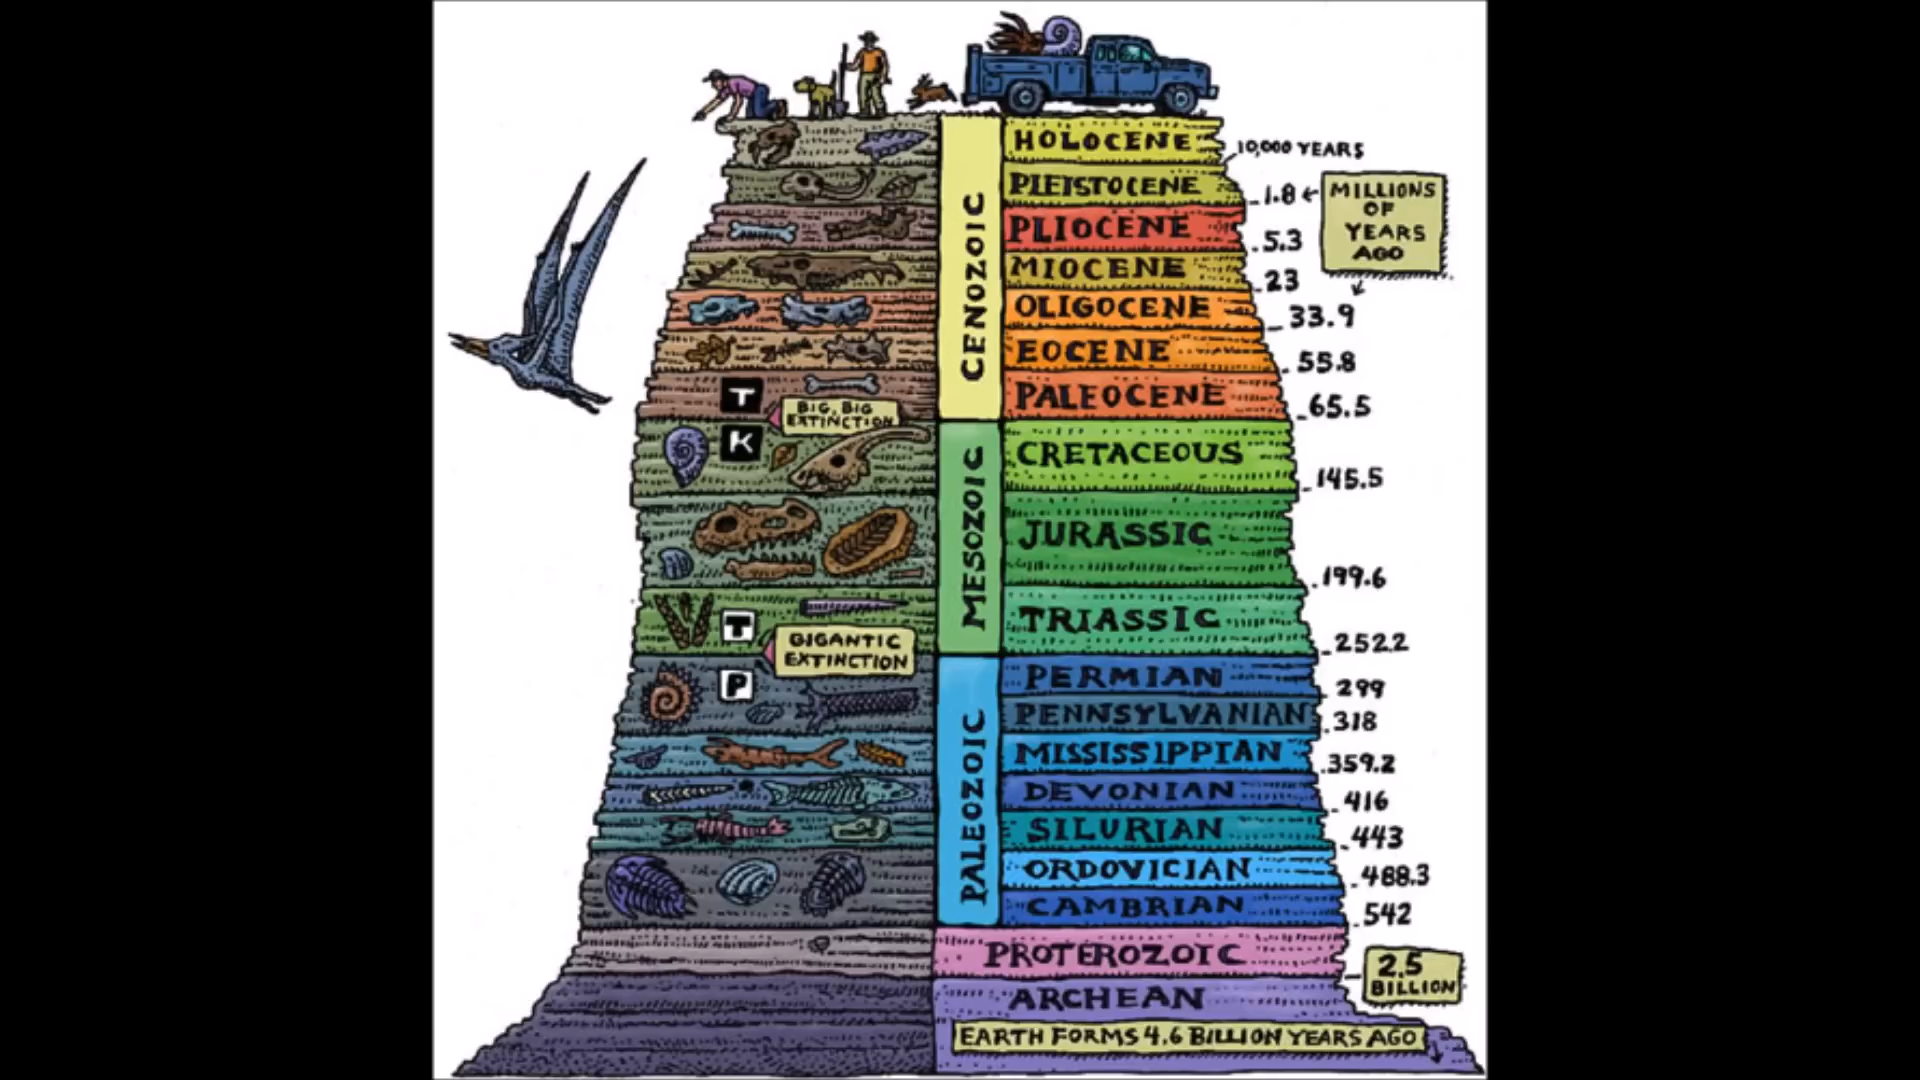 HOLOCENE
10,000 YEARS
PLEISTOCENE
1.8
MILLIONS
OF
YEARS
AGO
PLIOCENE
5.3
MIOCENE
23
OLIGOCENE
33.9
EOCENE
55.8
PALEOCENE
65.5
CENOZOIC
T
BIG, BIG
EXTINCTION
K
CRETACEOUS
145.5
JURASSIC
199.6
TRIASSIC
252.2
MESOZOIC
T
GIGANTIC
EXTINCTION
P
PERMIAN
299
PENNSYLVANIAN
318
MISSISSIPPIAN
359.2
DEVONIAN
416
SILURIAN
443
ORDOVICIAN
488.3
CAMBRIAN
542
PALEOZOIC
PROTEROZOIC
2.5
BILLION
ARCHEAN
EARTH FORMS 4.6 BILLION YEARS AGO